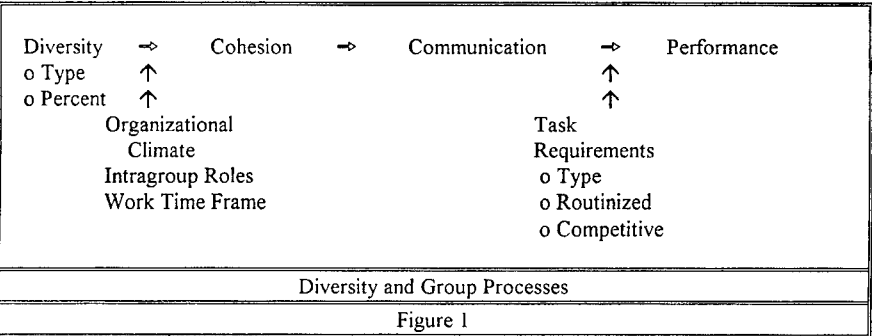 Diversity ⇒ Cohesion ⇒ Communication ⇒ Performance
o Type ↑ ↑
o Percent ↑ ↑
Organizational Task
Climate Requirements
Intragroup Roles o Type
Work Time Frame o Routinized
o Competitive
Diversity and Group Processes
Figure 1